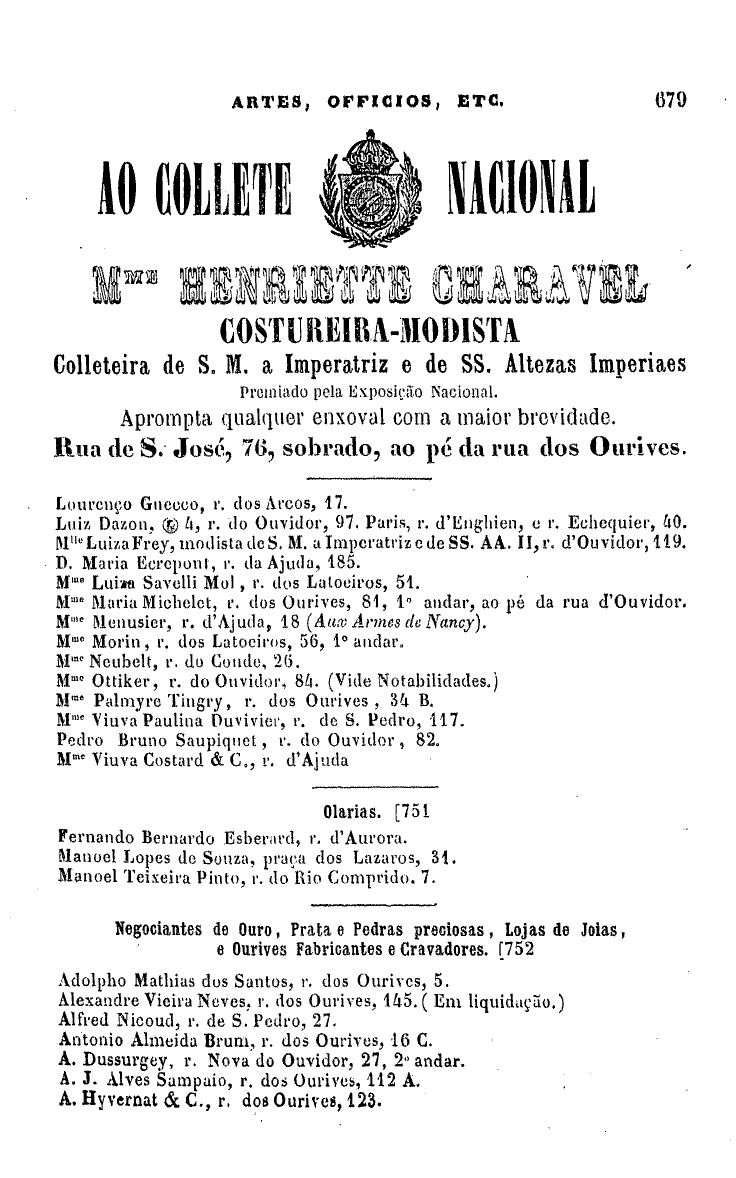 ARTES, OFFICIOS, ETC. 679
AO COLLETE NACIONAL
Mme HENRIETTE CHARAVEL
COSTUREIRA-MODISTA
Colleteira de S. M. a Imperatriz e de SS. Altezas Imperiaes
Premiado pela Exposição Nacional.
Aprompta qualquer enxoval com a maior brevidade.
Rua de S. José, 76, sobrado, ao pé da rua dos Ourives.
Lourenço Gnecco, r. dos Arcos, 17.
Luiz Dazon, 4, r. do Ouvidor, 97. Paris, r. d'Enghien, e r. Echequier, 40.
Mlle Luiza Frey, modista de S. M. a Imperatriz e de SS. AA. II, r. d'Ouvidor, 119.
D. Maria Ecrepont, r. da Ajuda, 185.
Mme Luiza Savelli Mol, r. dos Latoeiros, 51.
Mme Maria Michelet, r. dos Ourives, 81, 1º andar, ao pé da rua d'Ouvidor.
Mme Menusier, r. d'Ajuda, 18 (Aux Armes de Nancy).
Mme Morin, r. dos Latoeiros, 56, 1º andar.
Mme Neubelt, r. do Conde, 26.
Mme Ottiker, r. do Ouvidor, 84. (Vide Notabilidades.)
Mme Palmyre Tingry, r. dos Ourives, 34 B.
Mme Viuva Paulina Duvivier, r. de S. Pedro, 117.
Pedro Bruno Saupiquet, r. do Ouvidor, 82.
Mme Viuva Costard & C., r. d'Ajuda
Olarias. [751
Fernando Bernardo Esberard, r. d'Aurora.
Manoel Lopes de Souza, praça dos Lazaros, 31.
Manoel Teixeira Pinto, r. do Rio Comprido, 7.
Negociantes de Ouro, Prata e Pedras preciosas, Lojas de Joias,
e Ourives Fabricantes e Cravadores. [752
Adolpho Mathias dos Santos, r. dos Ourives, 5.
Alexandre Vieira Neves, r. dos Ourives, 145. (Em liquidação.)
Alfred Nicoud, r. de S. Pedro, 27.
Antonio Almeida Brum, r. dos Ourives, 16 C.
A. Dussurgey, r. Nova do Ouvidor, 27, 2º andar.
A. J. Alves Sampaio, r. dos Ourives, 112 A.
A. Hyvernat & C., r. dos Ourives, 123.